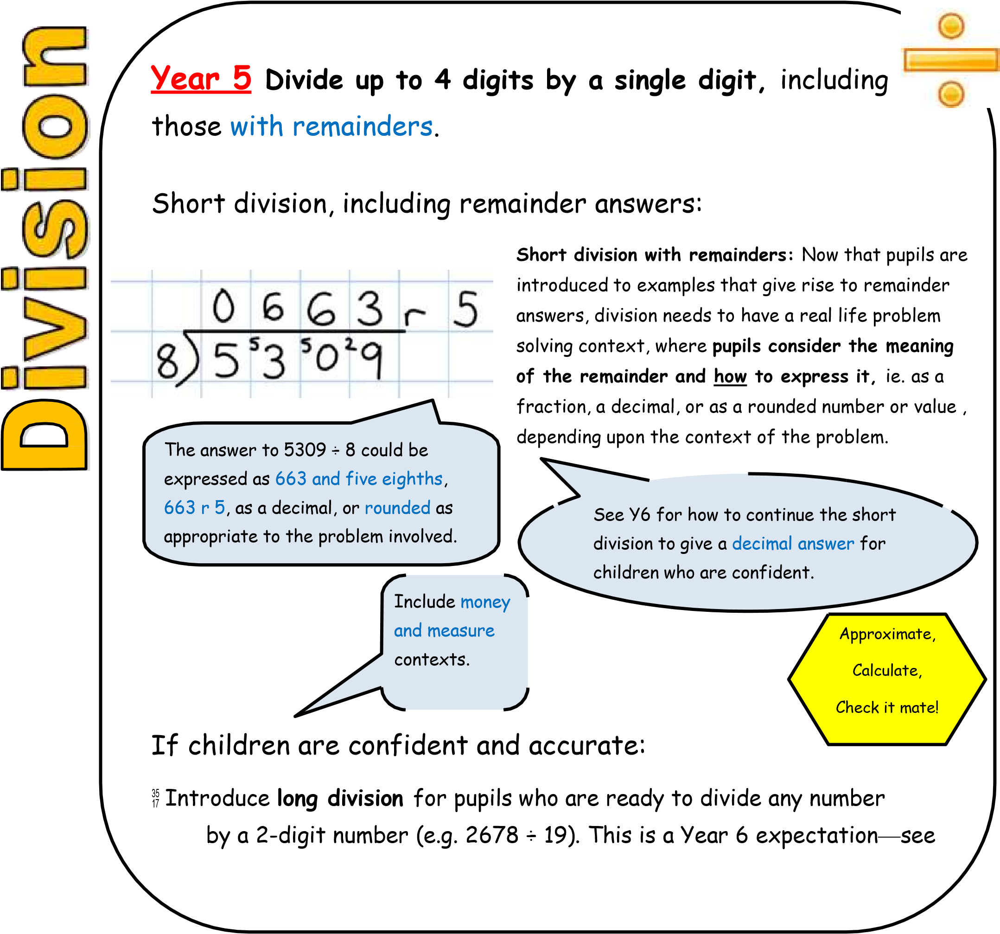 Division
Year 5 Divide up to 4 digits by a single digit, including
those with remainders.
Short division, including remainder answers:
0 6 6 3 r 5
8)5 ⁵3 ⁵0 ²9
Short division with remainders: Now that pupils are
introduced to examples that give rise to remainder
answers, division needs to have a real life problem
solving context, where pupils consider the meaning
of the remainder and how to express it, ie. as a
fraction, a decimal, or as a rounded number or value ,
depending upon the context of the problem.
The answer to 5309 ÷ 8 could be
expressed as 663 and five eighths,
663 r 5, as a decimal, or rounded as
appropriate to the problem involved.
See Y6 for how to continue the short
division to give a decimal answer for
children who are confident.
Include money
and measure
contexts.
Approximate,
Calculate,
Check it mate!
If children are confident and accurate:
35
17
Introduce long division for pupils who are ready to divide any number
by a 2-digit number (e.g. 2678 ÷ 19). This is a Year 6 expectation—see